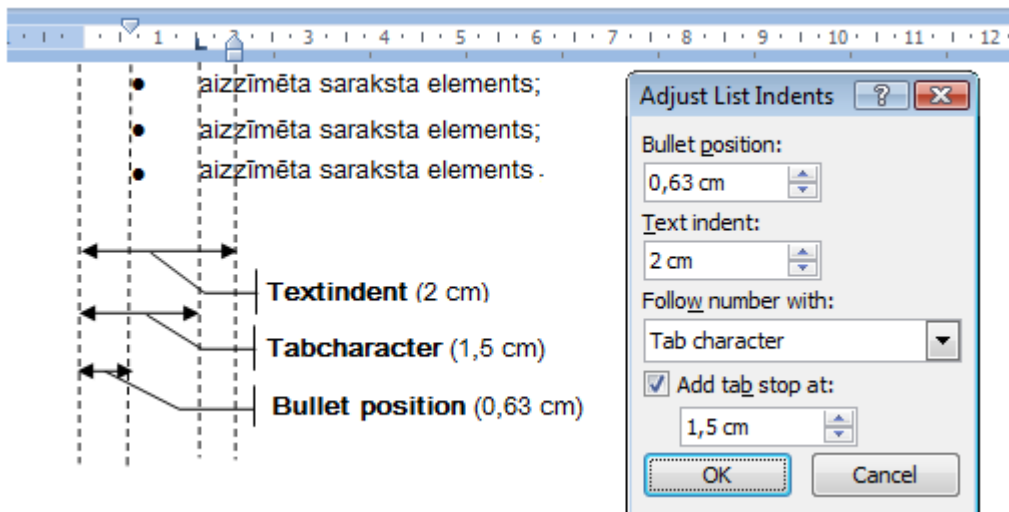 1 · 1 · 2 · 3 · 4 · 5 · 6 · 7 · 8 · 9 · 10 · 11 · 12
• aizzīmēta saraksta elements;
• aizzīmēta saraksta elements;
• aizzīmēta saraksta elements.
Textindent (2 cm)
Tabcharacter (1,5 cm)
Bullet position (0,63 cm)
Adjust List Indents
Bullet position:
0,63 cm
Text indent:
2 cm
Follow number with:
Tab character
Add tab stop at:
1,5 cm
OK Cancel